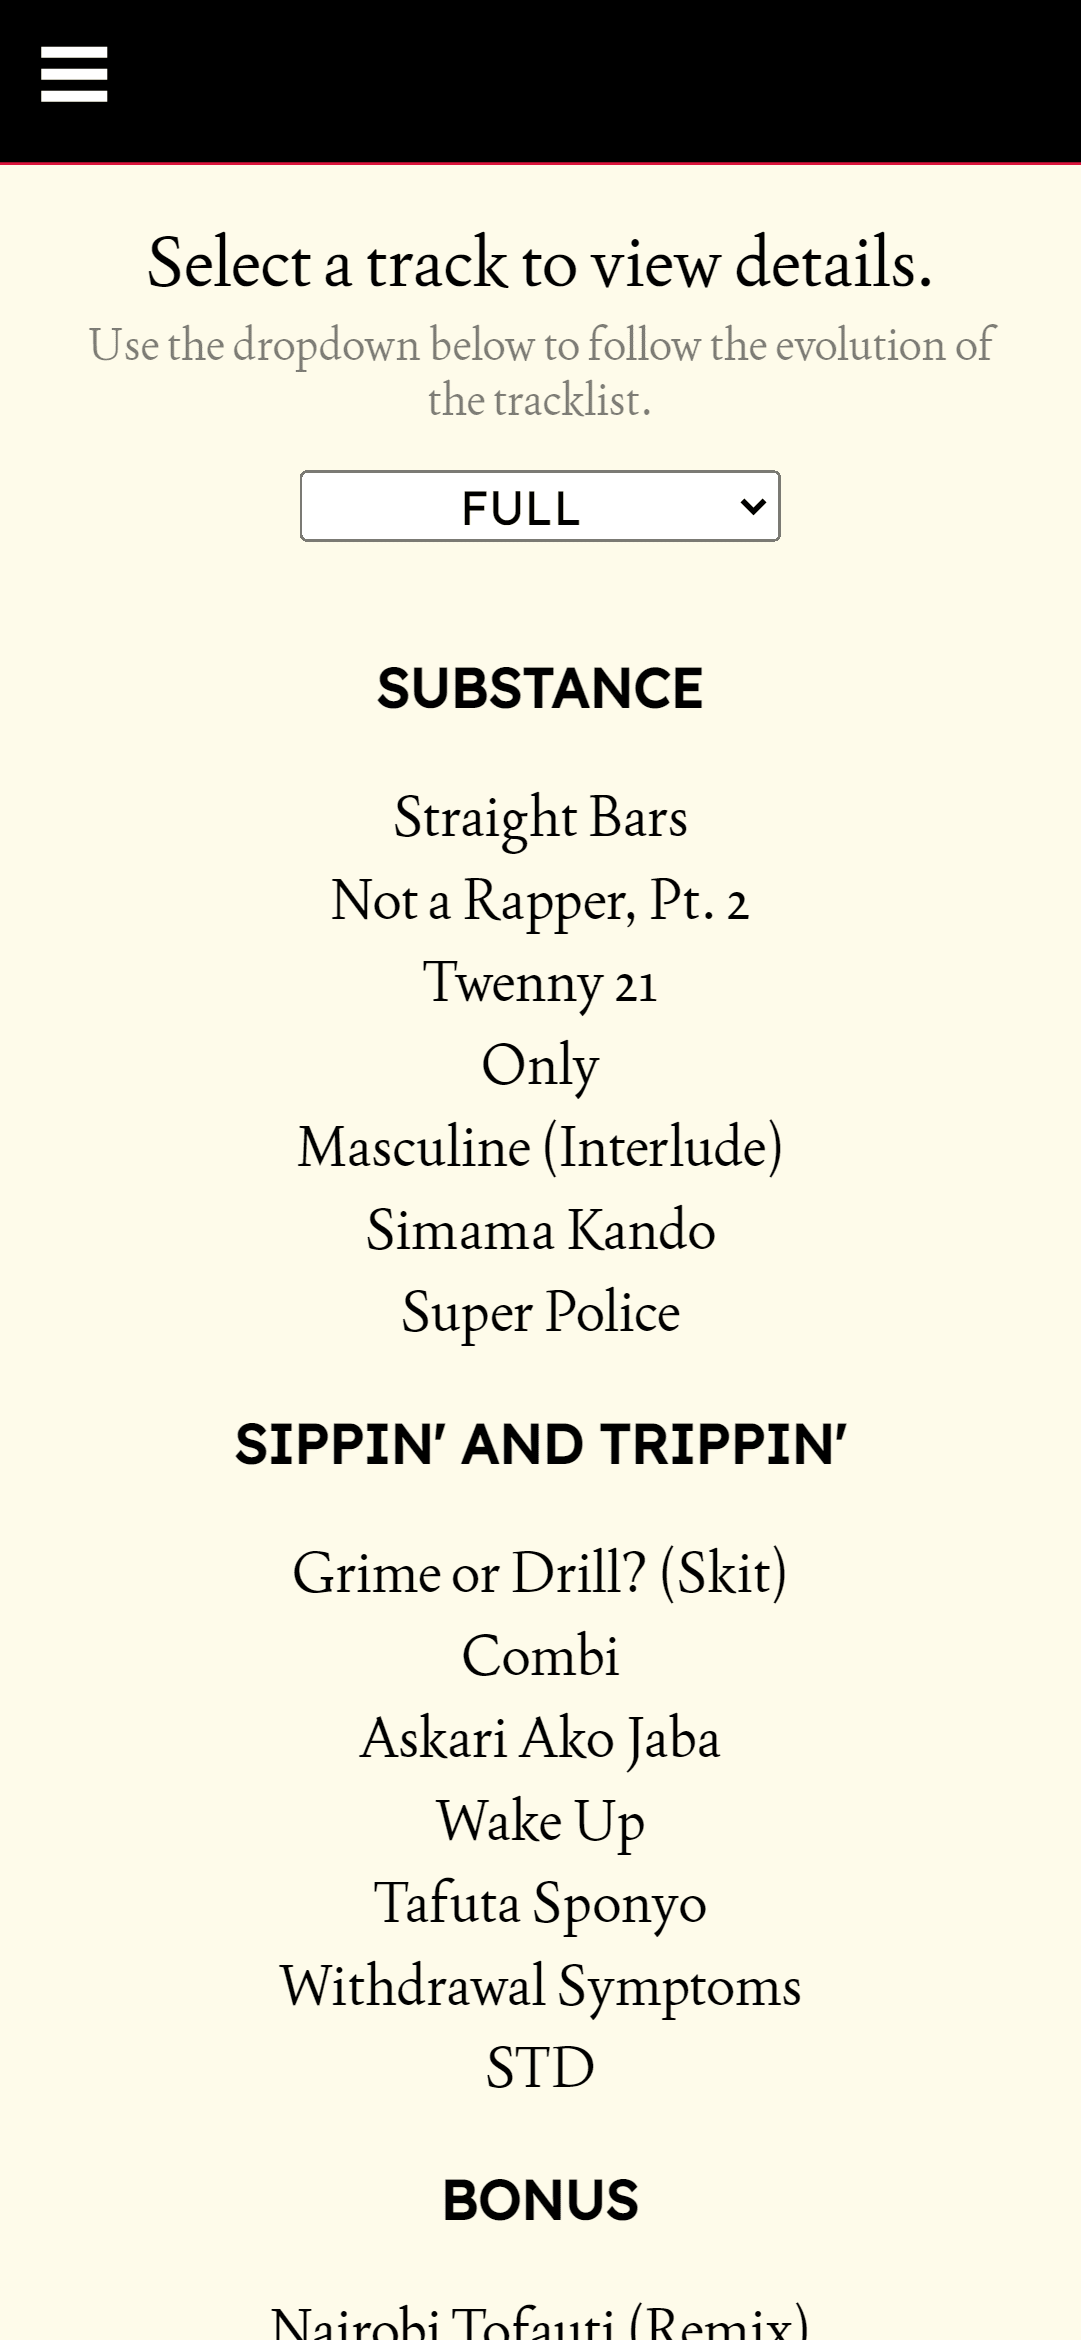 Select a track to view details.
Use the dropdown below to follow the evolution of
the tracklist.
FULL
SUBSTANCE
Straight Bars
Not a Rapper, Pt. 2
Twenny 21
Only
Masculine (Interlude)
Simama Kando
Super Police
SIPPIN' AND TRIPPIN'
Grime or Drill? (Skit)
Combi
Askari Ako Jaba
Wake Up
Tafuta Sponyo
Withdrawal Symptoms
STD
BONUS
Nairobi Tofauti (Remix)